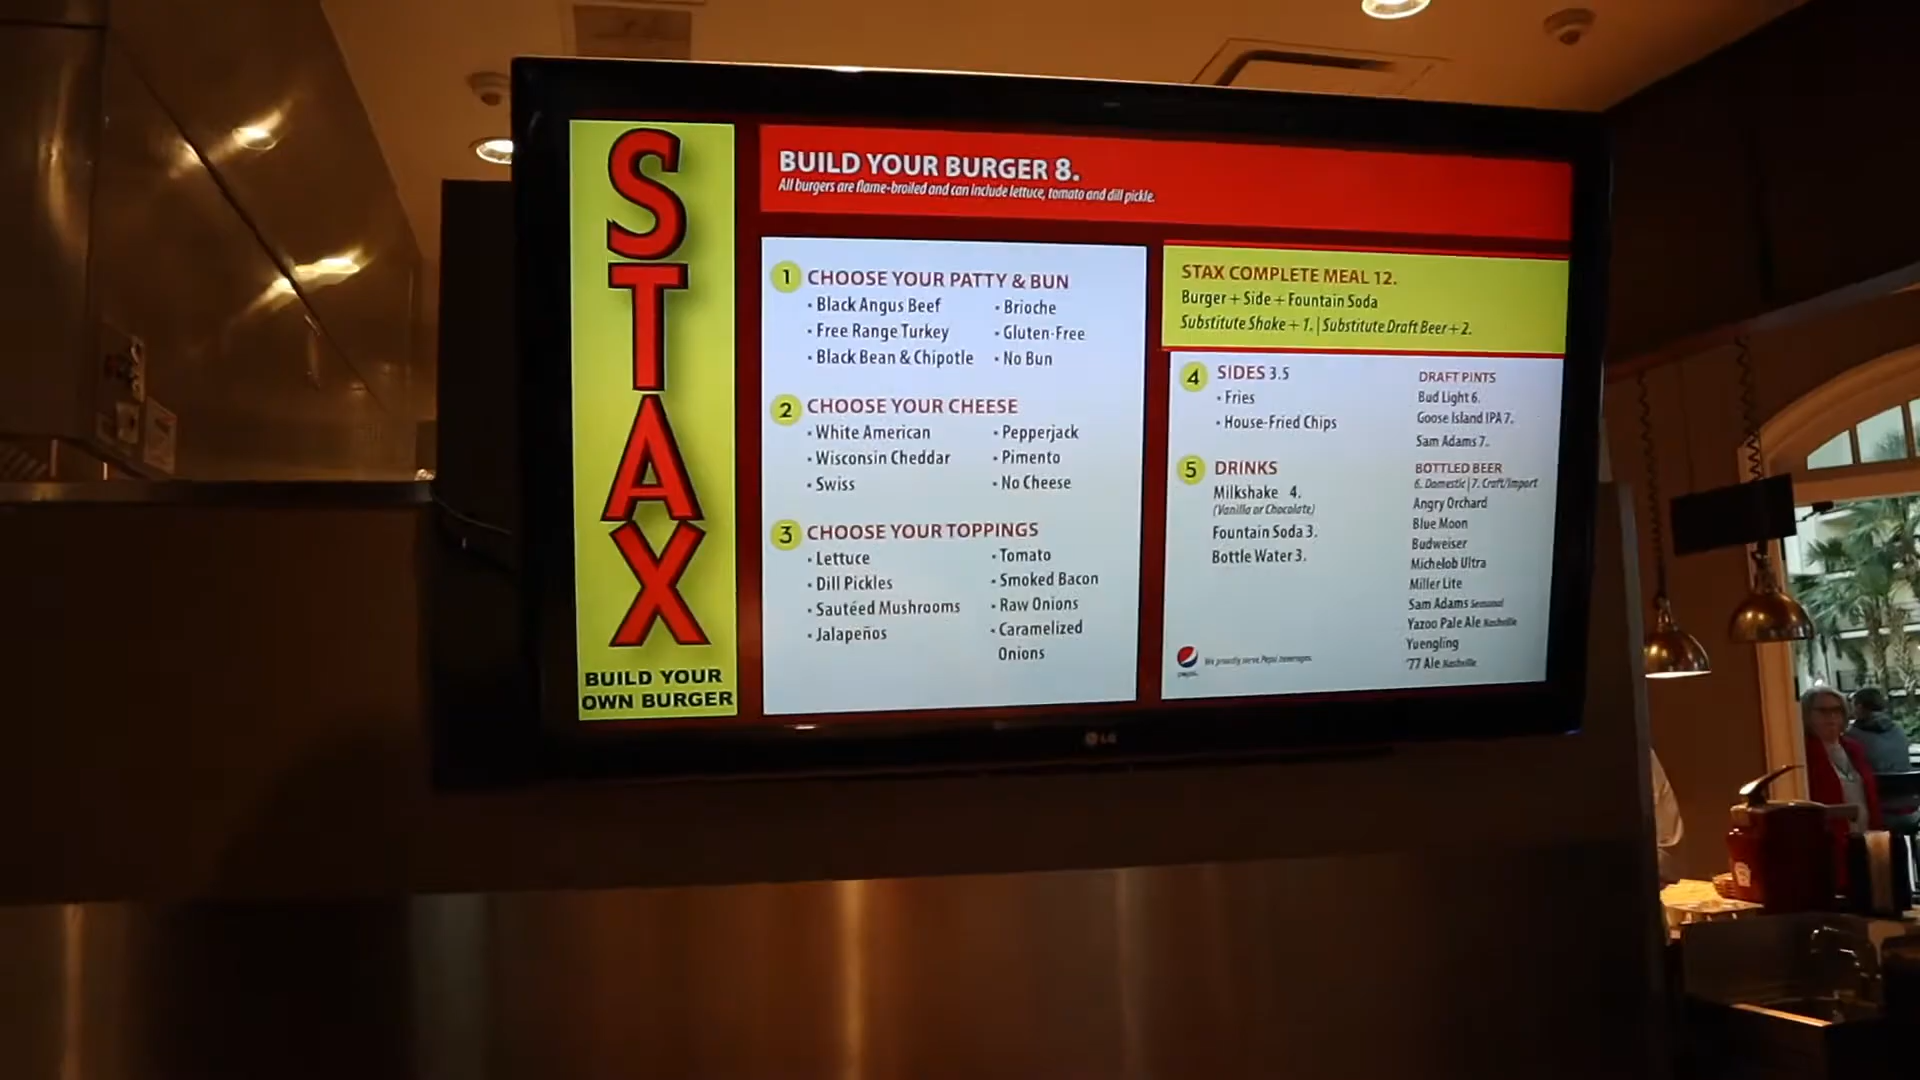 STAX
BUILD YOUR
OWN BURGER
BUILD YOUR BURGER 8.
All burgers are flame-broiled and can include lettuce, tomato and dill pickle.
1 CHOOSE YOUR PATTY & BUN
• Black Angus Beef
• Free Range Turkey
• Black Bean & Chipotle
• Brioche
• Gluten-Free
• No Bun
2 CHOOSE YOUR CHEESE
• White American
• Wisconsin Cheddar
• Swiss
• Pepperjack
• Pimento
• No Cheese
3 CHOOSE YOUR TOPPINGS
• Lettuce
• Dill Pickles
• Sautéed Mushrooms
• Jalapeños
• Tomato
• Smoked Bacon
• Raw Onions
• Caramelized
Onions
STAX COMPLETE MEAL 12.
Burger + Side + Fountain Soda
Substitute Shake + 1. | Substitute Draft Beer + 2.
4 SIDES 3.5
• Fries
• House-Fried Chips
5 DRINKS
Milkshake 4.
(Vanilla or Chocolate)
Fountain Soda 3.
Bottle Water 3.
pepsi
We proudly serve Pepsi beverages.
DRAFT PINTS
Bud Light 6.
Goose Island IPA 7.
Sam Adams 7.
BOTTLED BEER
6. Domestic | 7. Craft/Import
Angry Orchard
Blue Moon
Budweiser
Michelob Ultra
Miller Lite
Sam Adams Seasonal
Yazoo Pale Ale Nashville
Yuengling
'77 Ale Nashville
LG